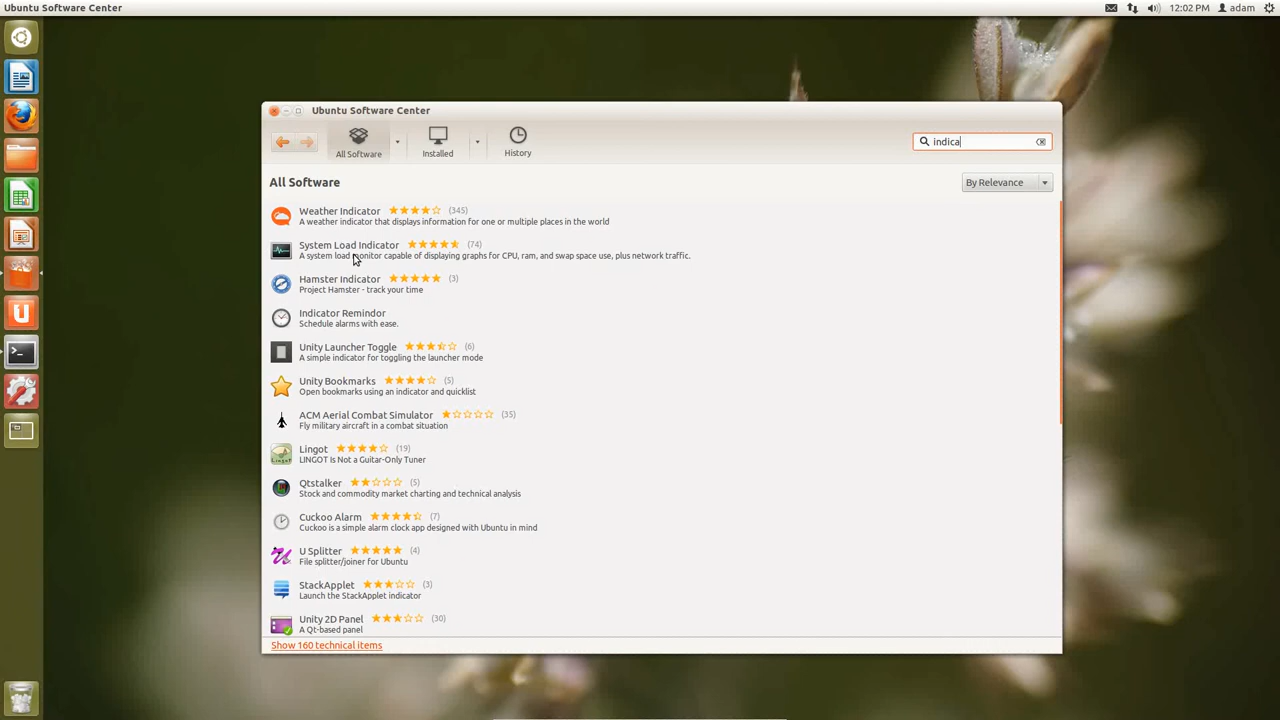 Ubuntu Software Center
12:02 PM adam
Ubuntu Software Center
All Software
Installed
History
indica
All Software
By Relevance
Weather Indicator (345)
A weather indicator that displays information for one or multiple places in the world
System Load Indicator (74)
A system load monitor capable of displaying graphs for CPU, ram, and swap space use, plus network traffic.
Hamster Indicator (3)
Project Hamster - track your time
Indicator Remindor
Schedule alarms with ease.
Unity Launcher Toggle (6)
A simple indicator for toggling the launcher mode
Unity Bookmarks (5)
Open bookmarks using an indicator and quicklist
ACM Aerial Combat Simulator (35)
Fly military aircraft in a combat situation
Lingot (19)
LINGOT Is Not a Guitar-Only Tuner
Qtstalker (5)
Stock and commodity market charting and technical analysis
Cuckoo Alarm (7)
Cuckoo is a simple alarm clock app designed with Ubuntu in mind
U Splitter (4)
File splitter/joiner for Ubuntu
StackApplet (3)
Launch the StackApplet indicator
Unity 2D Panel (30)
A Qt-based panel
Show 160 technical items